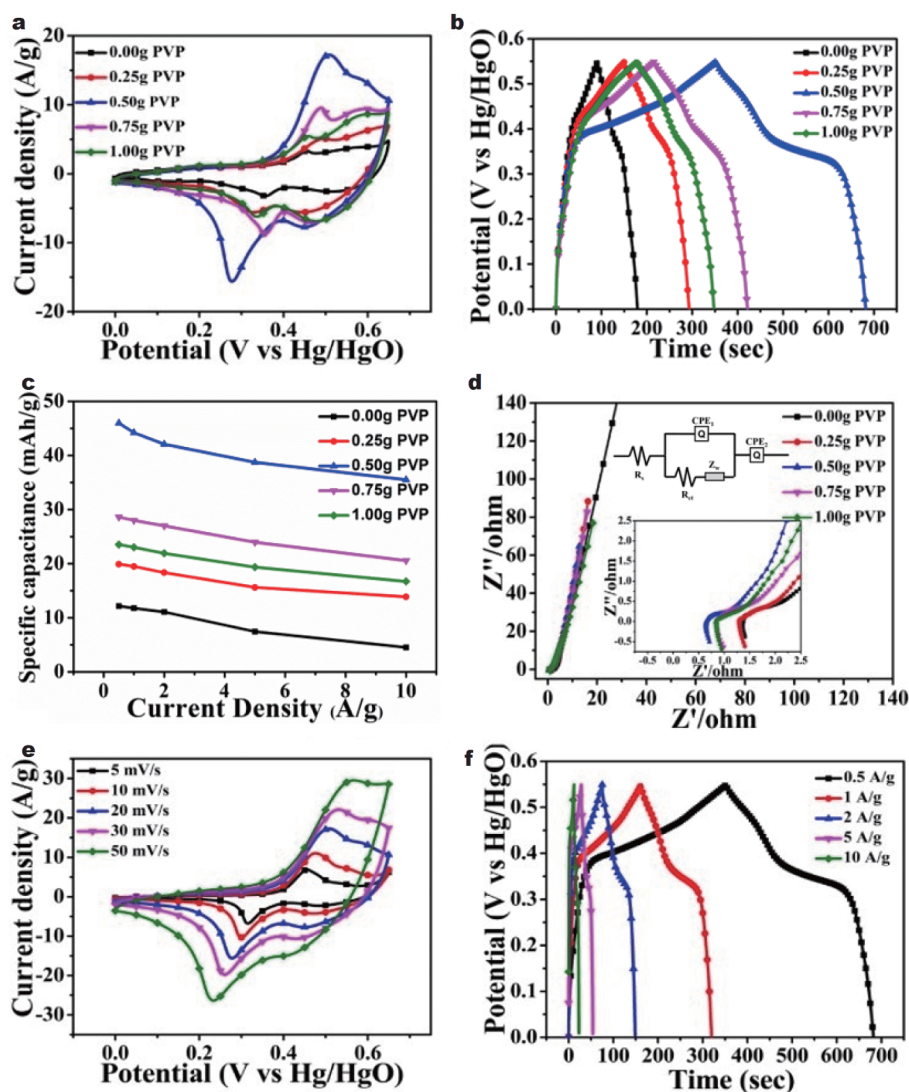 a
Current density (A/g)
20
10
0
-10
-20
0.00g PVP
0.25g PVP
0.50g PVP
0.75g PVP
1.00g PVP
0.0 0.2 0.4 0.6
Potential (V vs Hg/HgO)
b
Potential (V vs Hg/HgO)
0.6
0.5
0.4
0.3
0.2
0.1
0.0
0.00g PVP
0.25g PVP
0.50g PVP
0.75g PVP
1.00g PVP
0 100 200 300 400 500 600 700
Time (sec)
c
Specific capacitance (mAh/g)
50
40
30
20
10
0
0.00g PVP
0.25g PVP
0.50g PVP
0.75g PVP
1.00g PVP
0 2 4 6 8 10
Current Density (A/g)
d
Z''/ohm
140
120
100
80
60
40
20
0
0.00g PVP
0.25g PVP
0.50g PVP
0.75g PVP
1.00g PVP
CPE1
Q
CPE2
Q
Rs
Zw
Rct
Z''/ohm
2.5
2.0
1.5
1.0
0.5
0.0
-0.5
-0.5 0.0 0.5 1.0 1.5 2.0 2.5
Z'/ohm
0 20 40 60 80 100 120 140
Z'/ohm
e
Current density (A/g)
30
20
10
0
-10
-20
-30
5 mV/s
10 mV/s
20 mV/s
30 mV/s
50 mV/s
0.0 0.2 0.4 0.6
Potential (V vs Hg/HgO)
f
Potential (V vs Hg/HgO)
0.6
0.5
0.4
0.3
0.2
0.1
0.0
0.5 A/g
1 A/g
2 A/g
5 A/g
10 A/g
0 100 200 300 400 500 600 700
Time (sec)